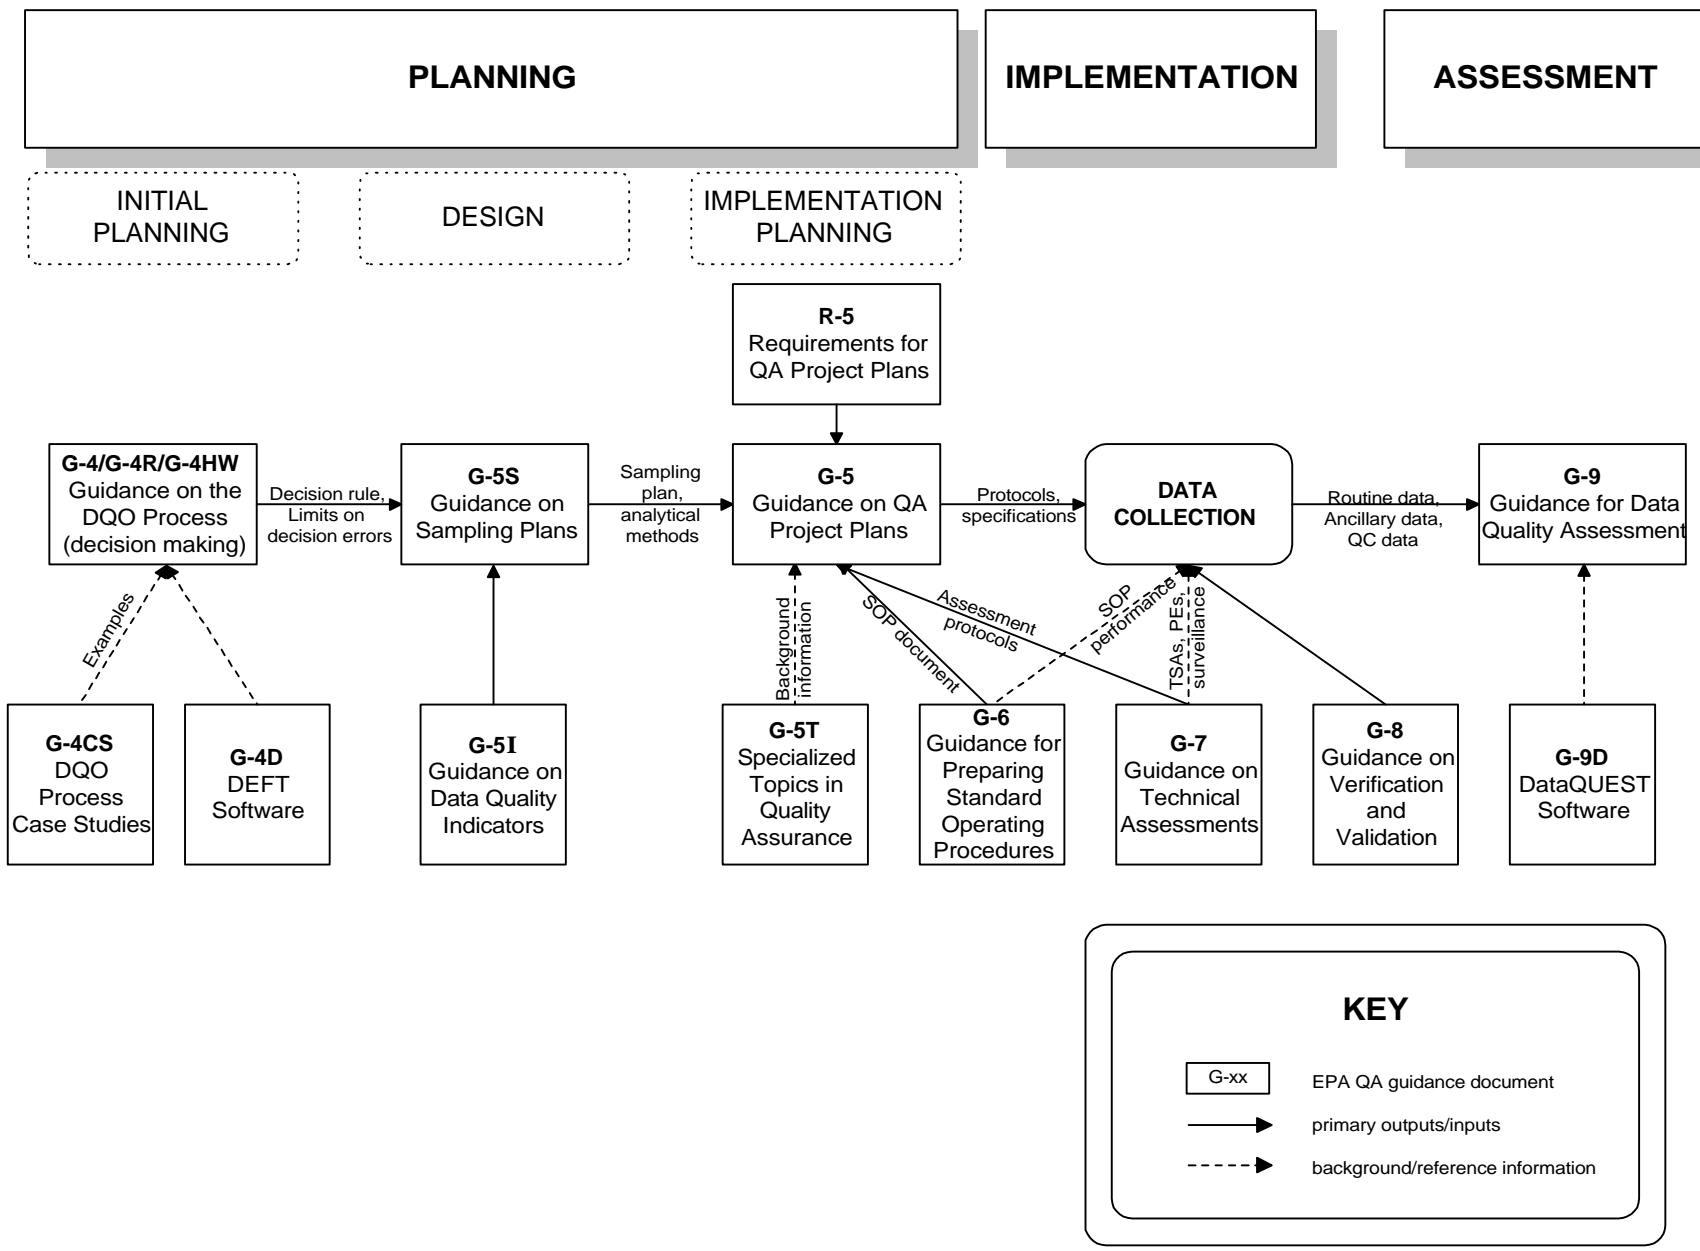 PLANNING
IMPLEMENTATION
ASSESSMENT
INITIAL
PLANNING
DESIGN
IMPLEMENTATION
PLANNING
R-5
Requirements for
QA Project Plans
G-4/G-4R/G-4HW
Guidance on the
DQO Process
(decision making)
Decision rule,
Limits on
decision errors
G-5S
Guidance on
Sampling Plans
Sampling
plan,
analytical
methods
G-5
Guidance on QA
Project Plans
Protocols,
specifications
DATA
COLLECTION
Routine data,
Ancillary data,
QC data
G-9
Guidance for Data
Quality Assessment
Examples
Background
information
SOP document
Assessment
protocols
SOP
performance
TSAs, PEs,
surveillance
G-4CS
DQO
Process
Case Studies
G-4D
DEFT
Software
G-5I
Guidance on
Data Quality
Indicators
G-5T
Specialized
Topics in
Quality
Assurance
G-6
Guidance for
Preparing
Standard
Operating
Procedures
G-7
Guidance on
Technical
Assessments
G-8
Guidance on
Verification
and
Validation
G-9D
DataQUEST
Software
KEY
G-xx
EPA QA guidance document
primary outputs/inputs
background/reference information